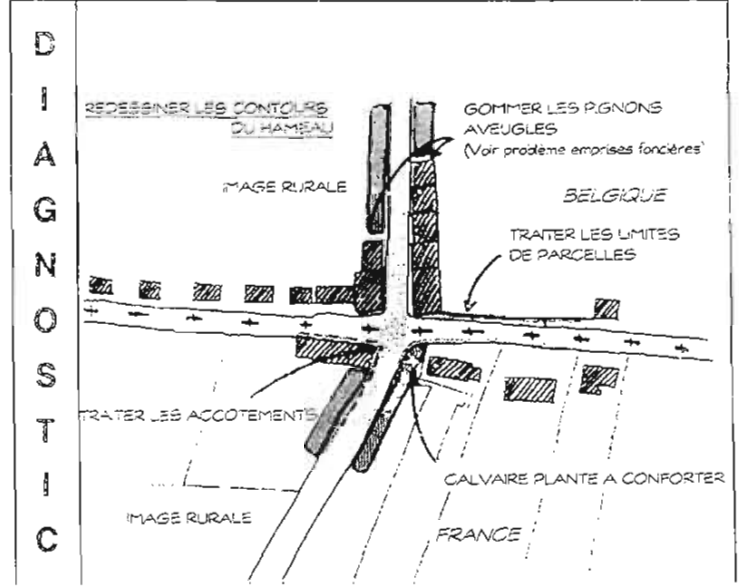 DIAGNOSTIC
REDESSINER LES CONTOURS
DU HAMEAU
GOMMER LES PIGNONS
AVEUGLES
(Voir problème emprises foncières)
IMAGE RURALE
BELGIQUE
TRAITER LES LIMITES
DE PARCELLES
TRAITER LES ACCOTEMENTS
CALVAIRE PLANTE A CONFORTER
IMAGE RURALE
FRANCE